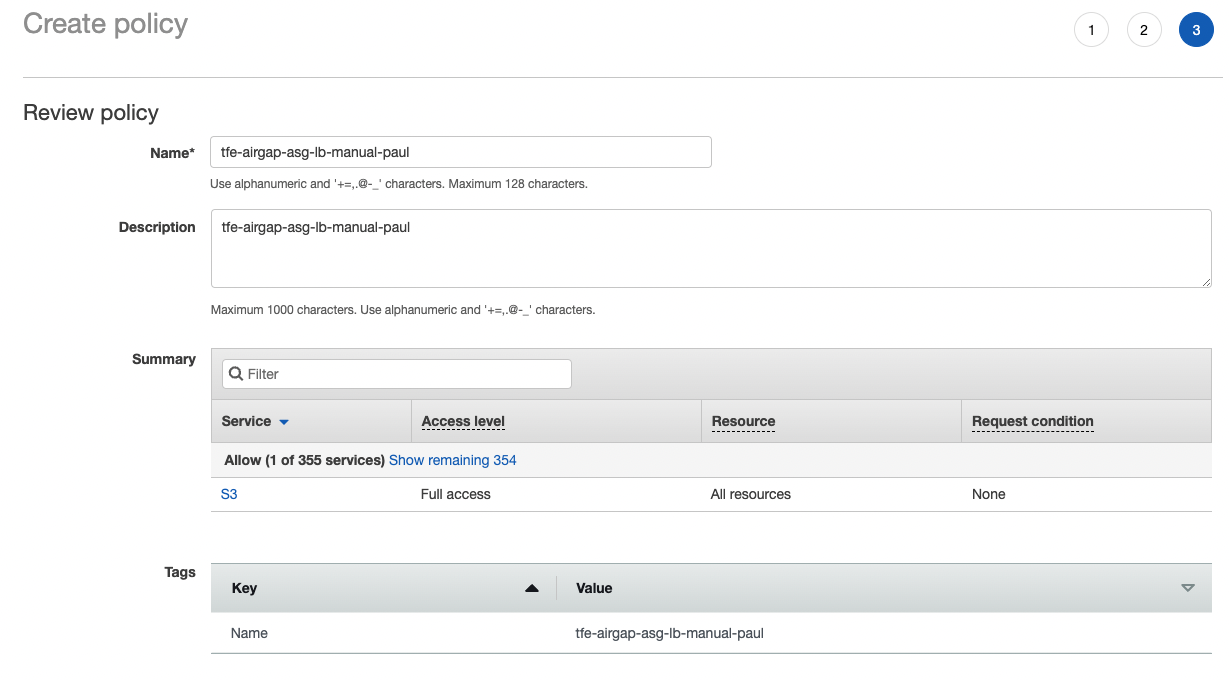 Create policy
1 2 3
Review policy
Name* tfe-airgap-asg-lb-manual-paul
Use alphanumeric and '+=,.@-_' characters. Maximum 128 characters.
Description tfe-airgap-asg-lb-manual-paul
Maximum 1000 characters. Use alphanumeric and '+=,.@-_' characters.
Summary Filter
Service Access level Resource Request condition
Allow (1 of 355 services) Show remaining 354
S3 Full access All resources None
Tags Key Value
Name tfe-airgap-asg-lb-manual-paul